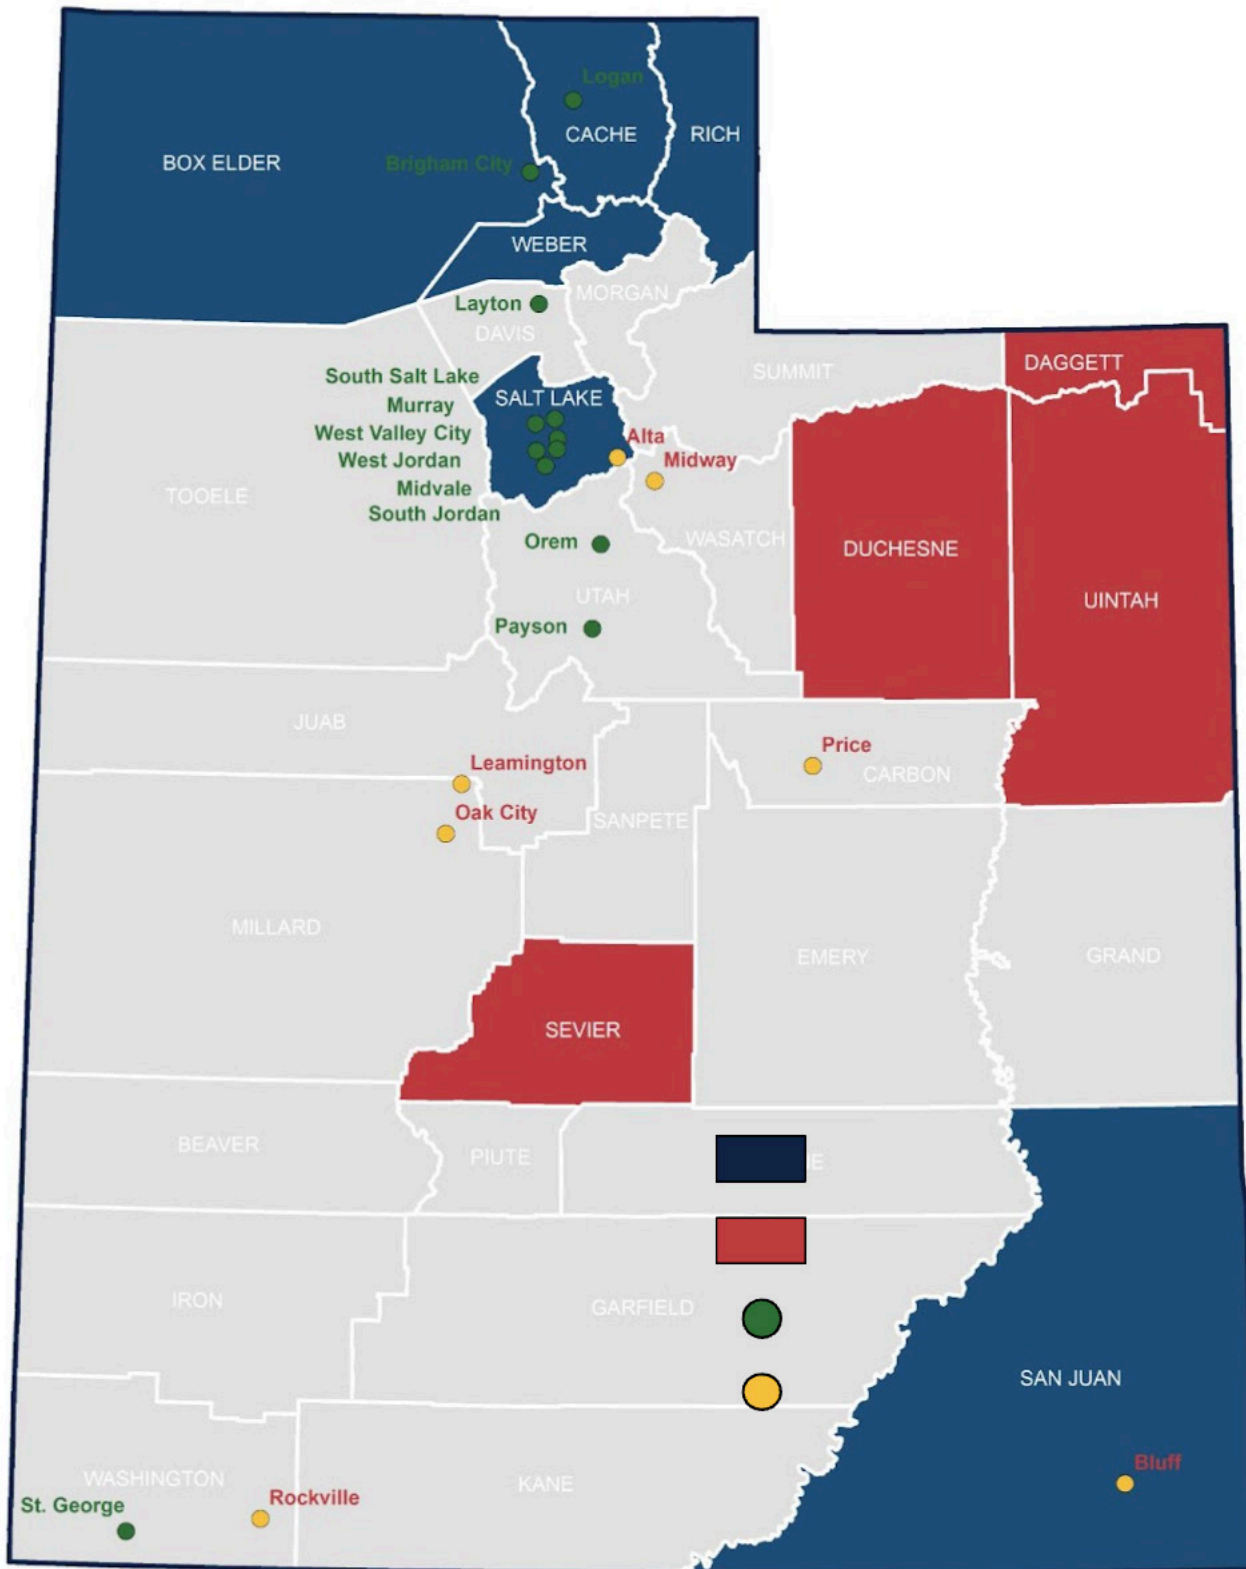 Logan
CACHE
RICH
BOX ELDER
Brigham City
WEBER
MORGAN
Layton
DAVIS
DAGGETT
SUMMIT
South Salt Lake
SALT LAKE
Murray
West Valley City
Alta
West Jordan
Midway
Midvale
TOOELE
South Jordan
Orem
WASATCH
DUCHESNE
UTAH
UINTAH
Payson
JUAB
Price
Leamington
CARBON
Oak City
SANPETE
MILLARD
EMERY
GRAND
SEVIER
BEAVER
PIUTE
E
IRON
GARFIELD
SAN JUAN
Bluff
WASHINGTON
KANE
Rockville
St. George